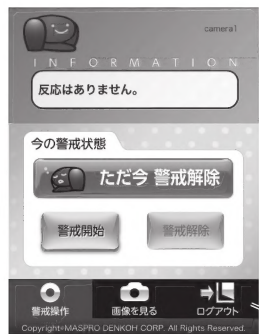 camera1
INFORMATION
反応はありません。
今の警戒状態
ただ今 警戒解除
警戒開始
警戒解除
警戒操作
画像を見る
ログアウト
Copyright©MASPRO DENKOH CORP. All Rights Reserved.